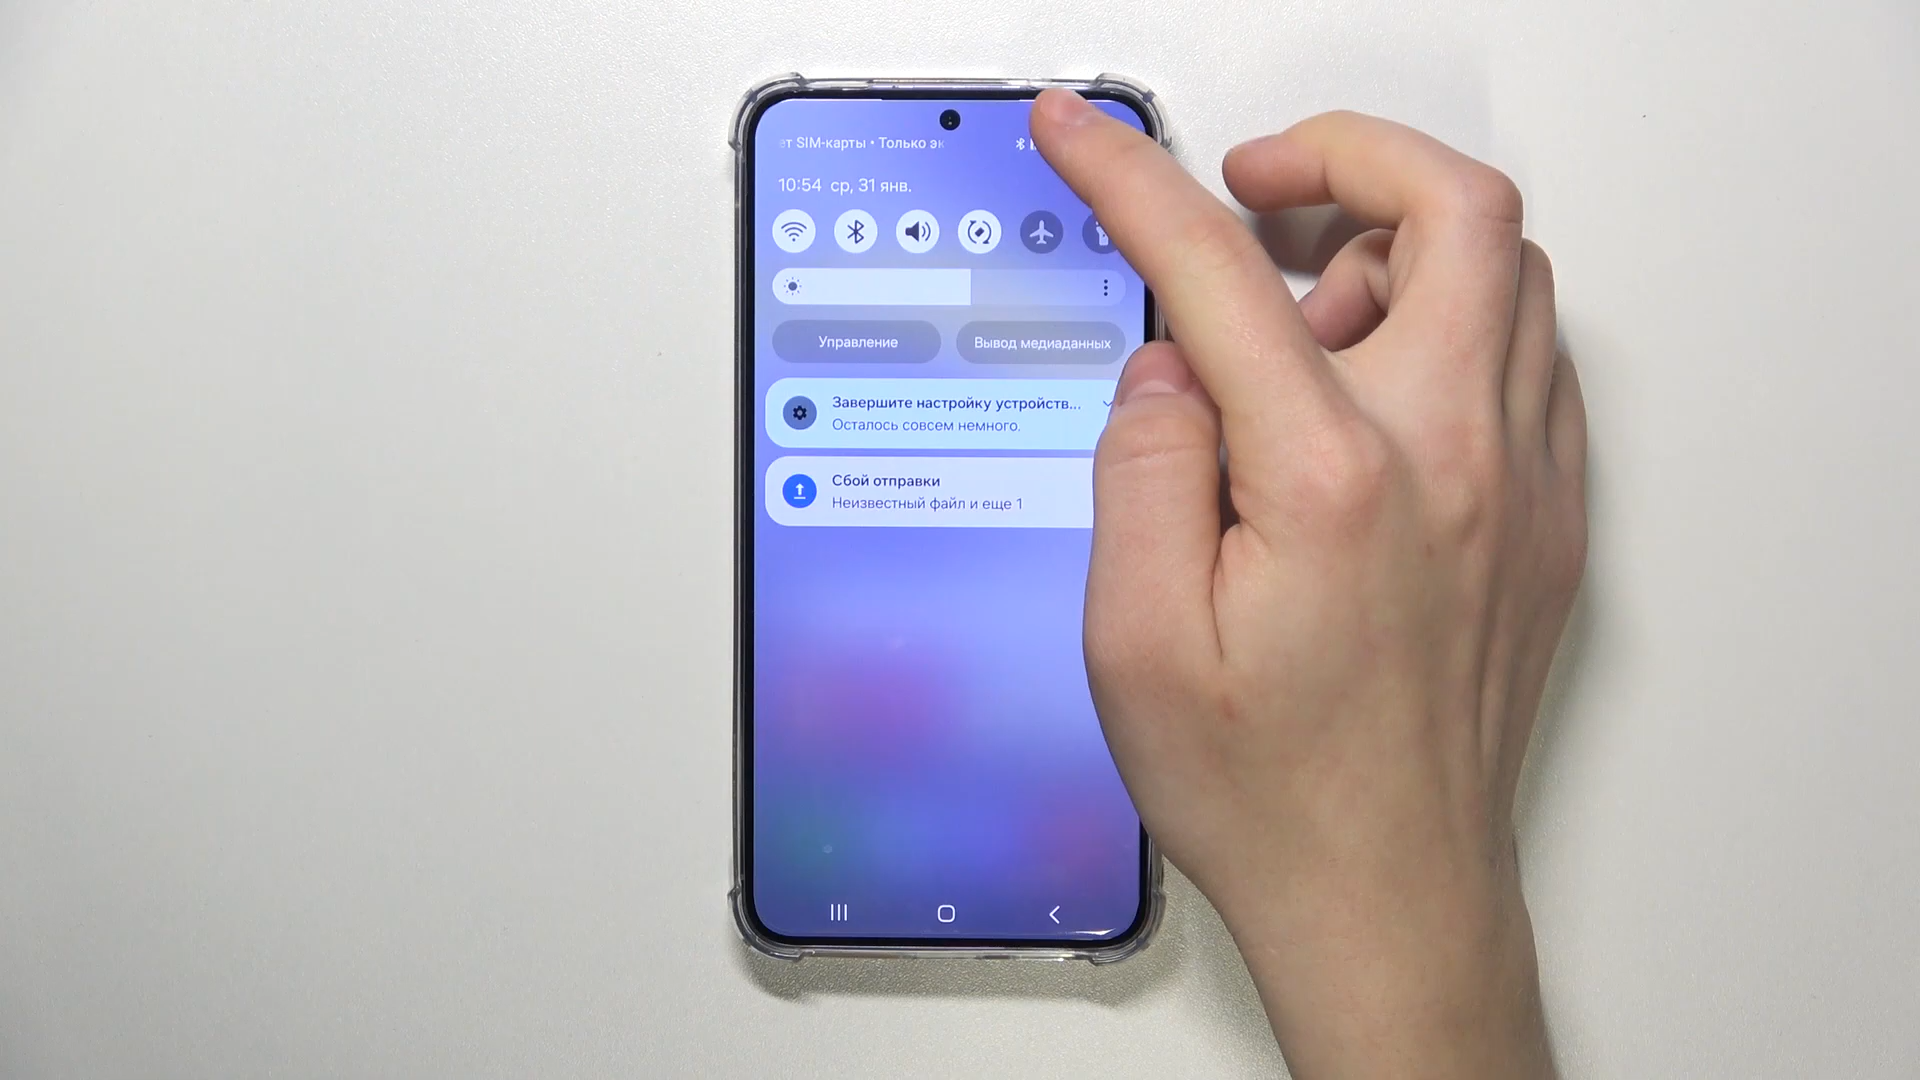 ет SIM-карты • Только эк
10:54 ср, 31 янв.
Управление
Вывод медиаданных
Завершите настройку устройств...
Осталось совсем немного.
Сбой отправки
Неизвестный файл и еще 1